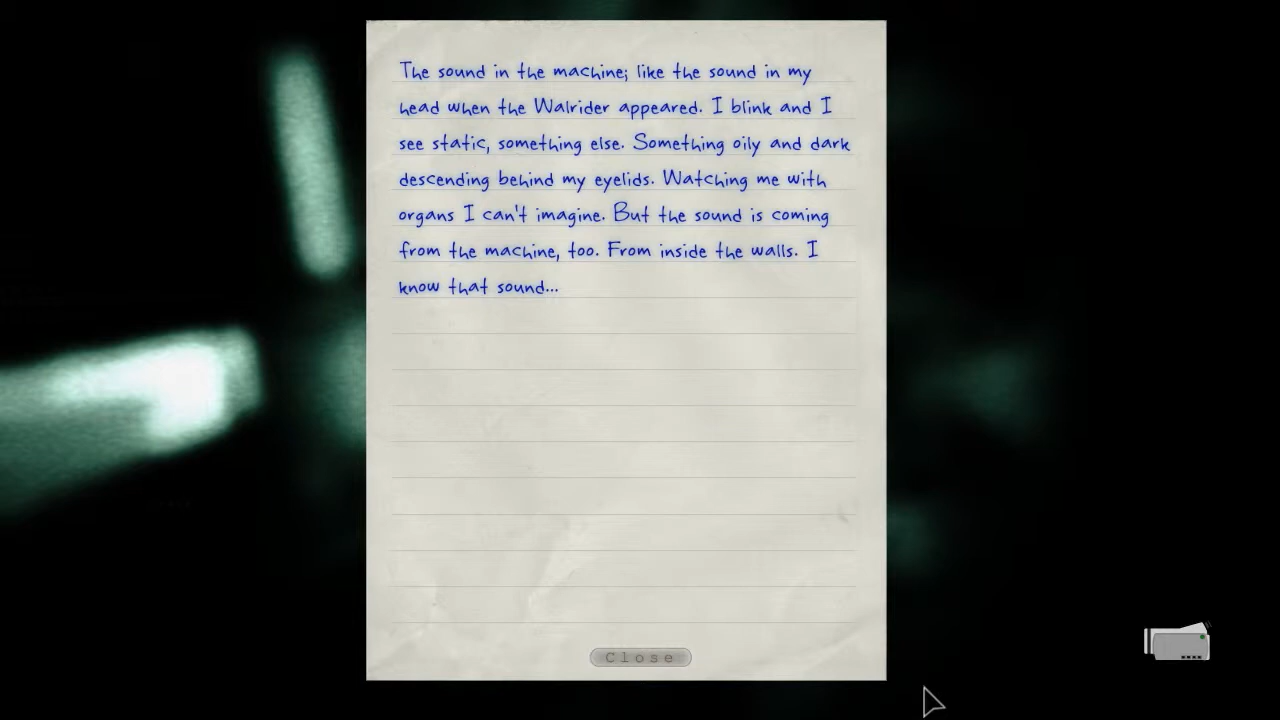 The sound in the machine; like the sound in my
head when the Walrider appeared. I blink and I
see static, something else. Something oily and dark
descending behind my eyelids. Watching me with
organs I can't imagine. But the sound is coming
from the machine, too. From inside the walls. I
know that sound...
Close